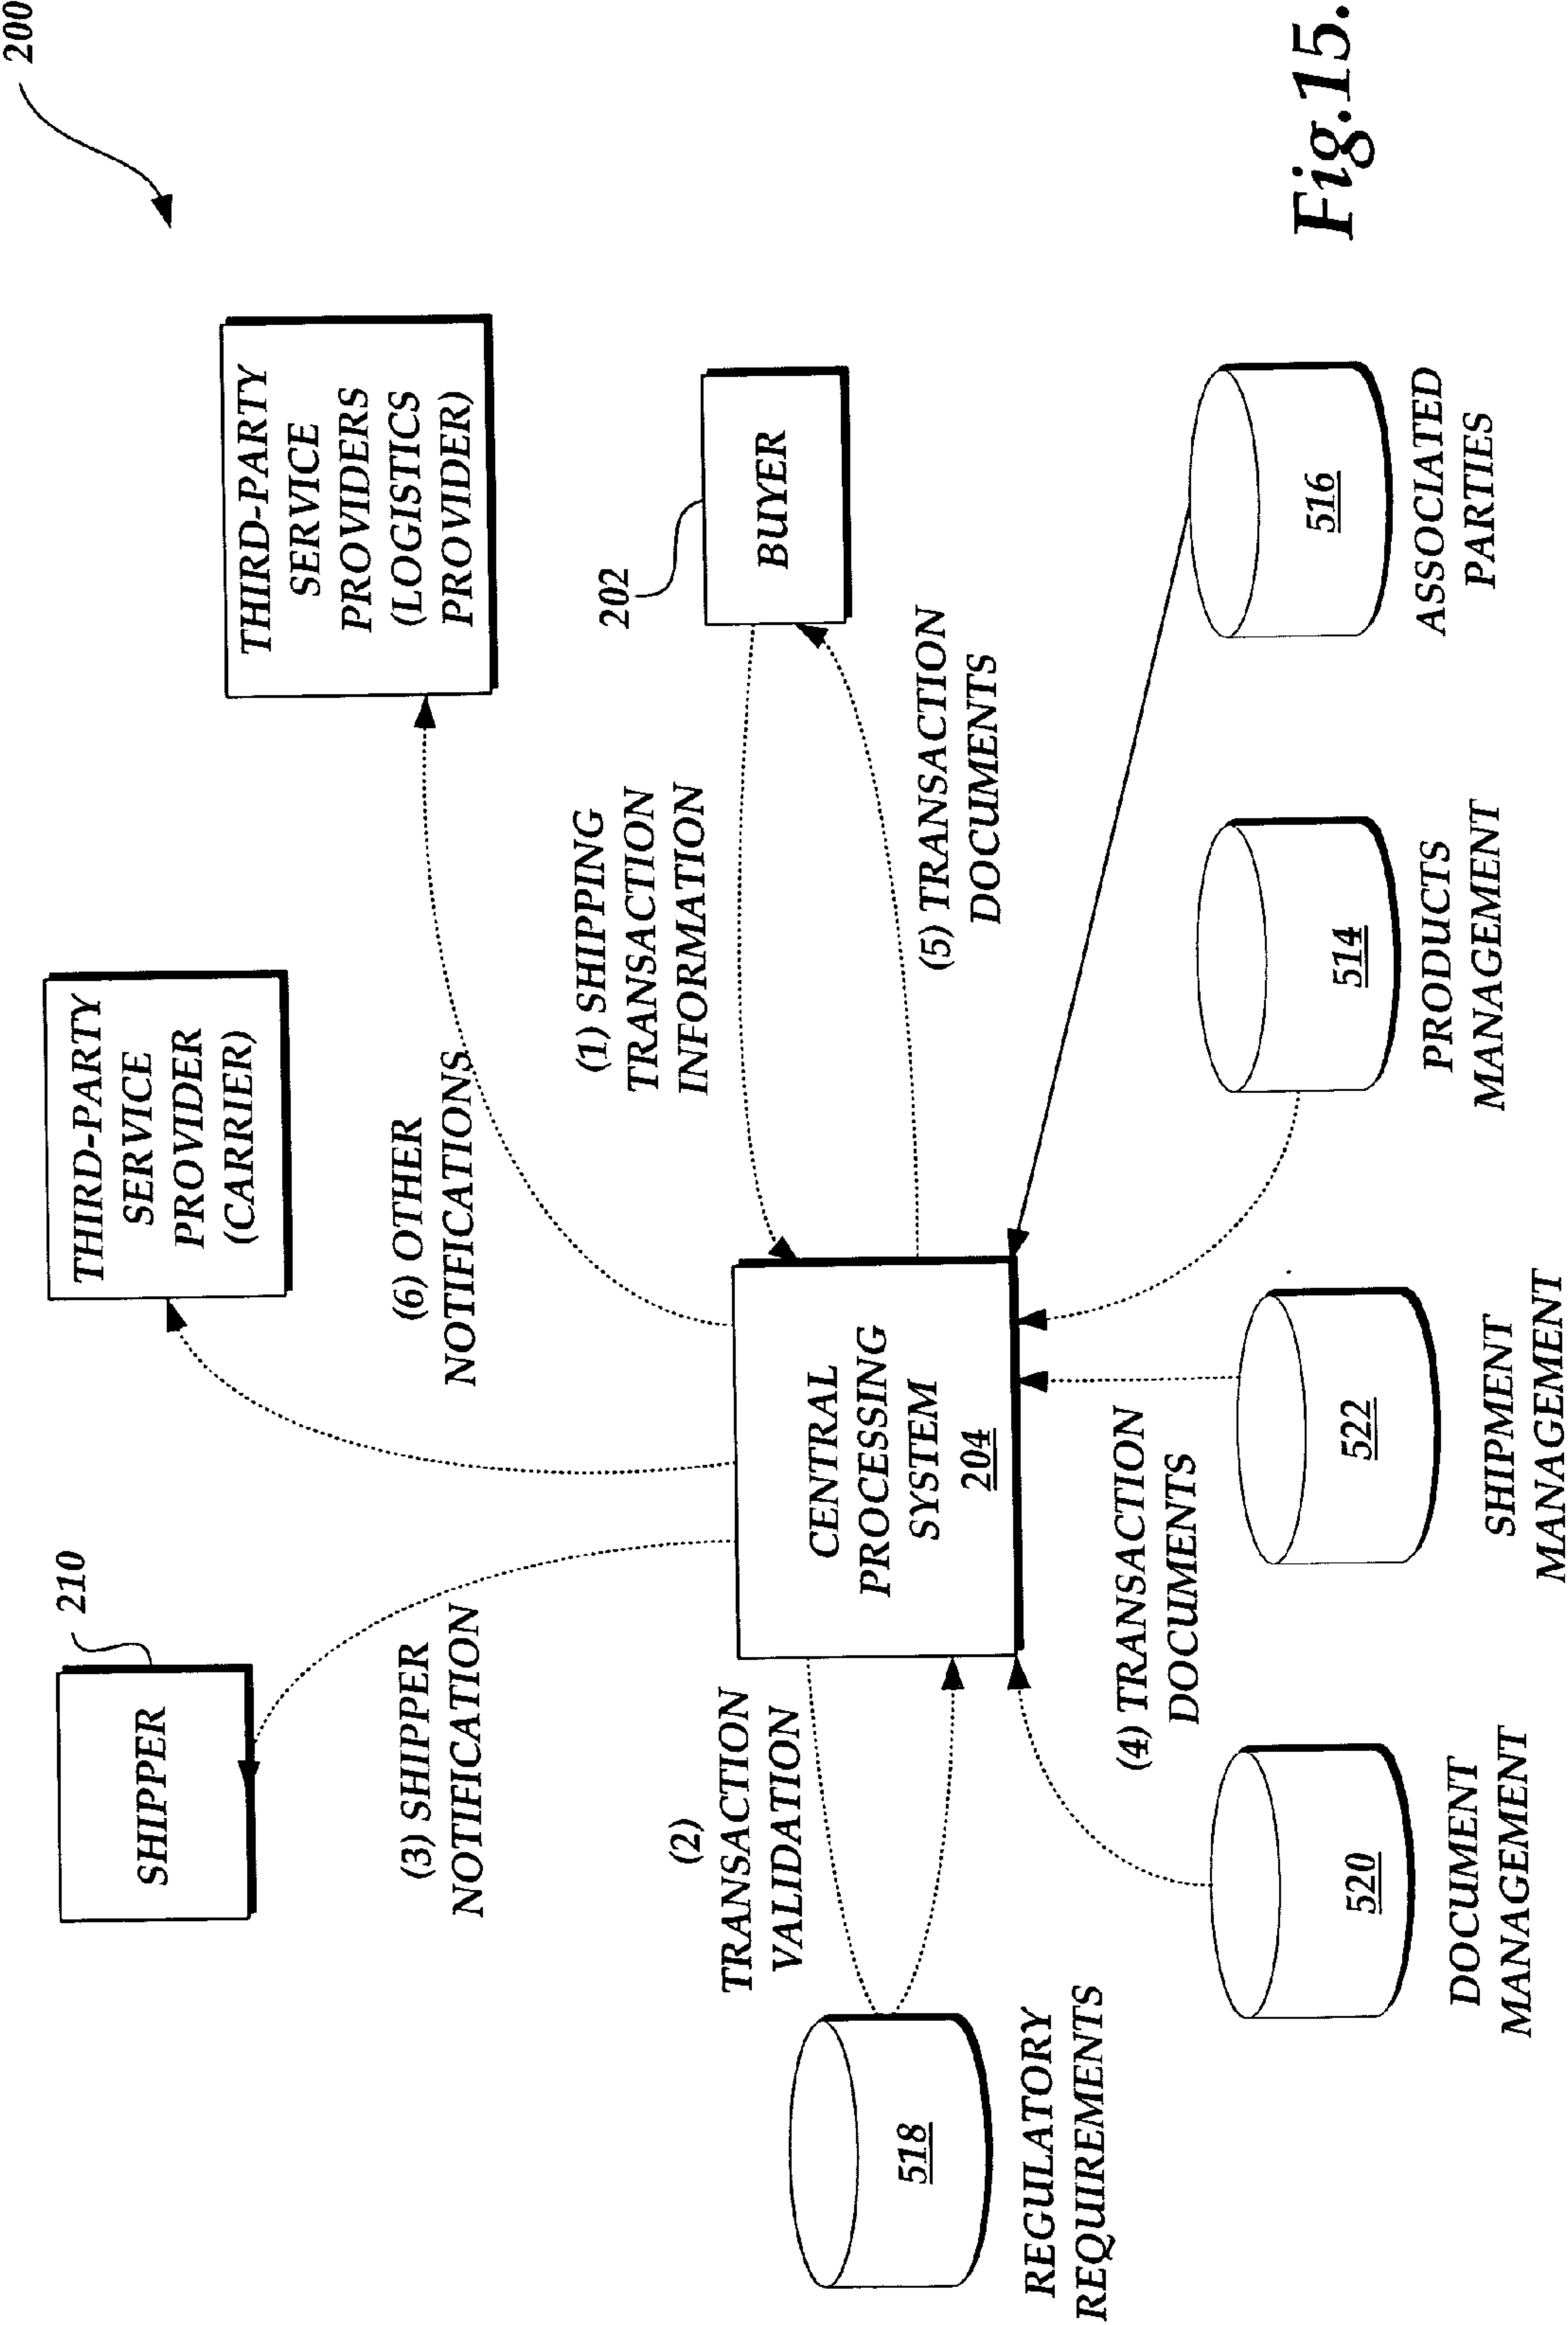 200
SHIPPER
210
THIRD-PARTY
SERVICE
PROVIDER
(CARRIER)
THIRD-PARTY
SERVICE
PROVIDERS
(LOGISTICS
PROVIDER)
(3) SHIPPER
NOTIFICATION
(6) OTHER
NOTIFICATIONS
(1) SHIPPING
TRANSACTION
INFORMATION
202
BUYER
(2)
TRANSACTION
VALIDATION
CENTRAL
PROCESSING
SYSTEM
204
(5) TRANSACTION
DOCUMENTS
518
REGULATORY
REQUIREMENTS
(4) TRANSACTION
DOCUMENTS
520
DOCUMENT
MANAGEMENT
522
SHIPMENT
MANAGEMENT
514
PRODUCTS
MANAGEMENT
516
ASSOCIATED
PARTIES
Fig.15.